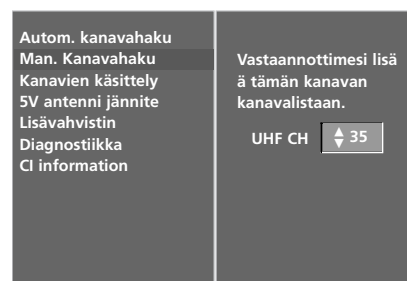 Autom. kanavahaku
Man. Kanavahaku
Kanavien käsittely
5V antenni jännite
Lisävahvistin
Diagnostiikka
CI information
Vastaannottimesi lisä
ä tämän kanavan
kanavalistaan.
UHF CH 35